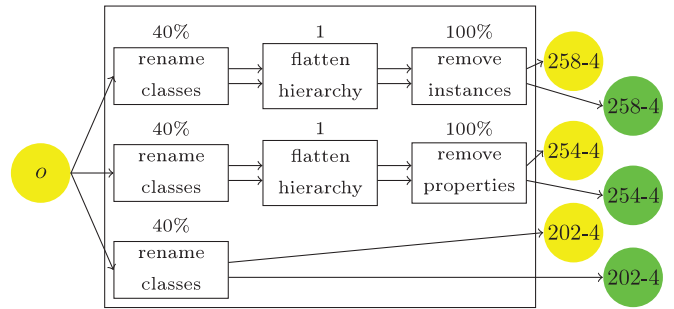 40% 1 100%
rename flatten remove
classes hierarchy instances
258-4
258-4
40% 1 100%
rename flatten remove
classes hierarchy properties
254-4
o
254-4
40%
rename
classes
202-4
202-4